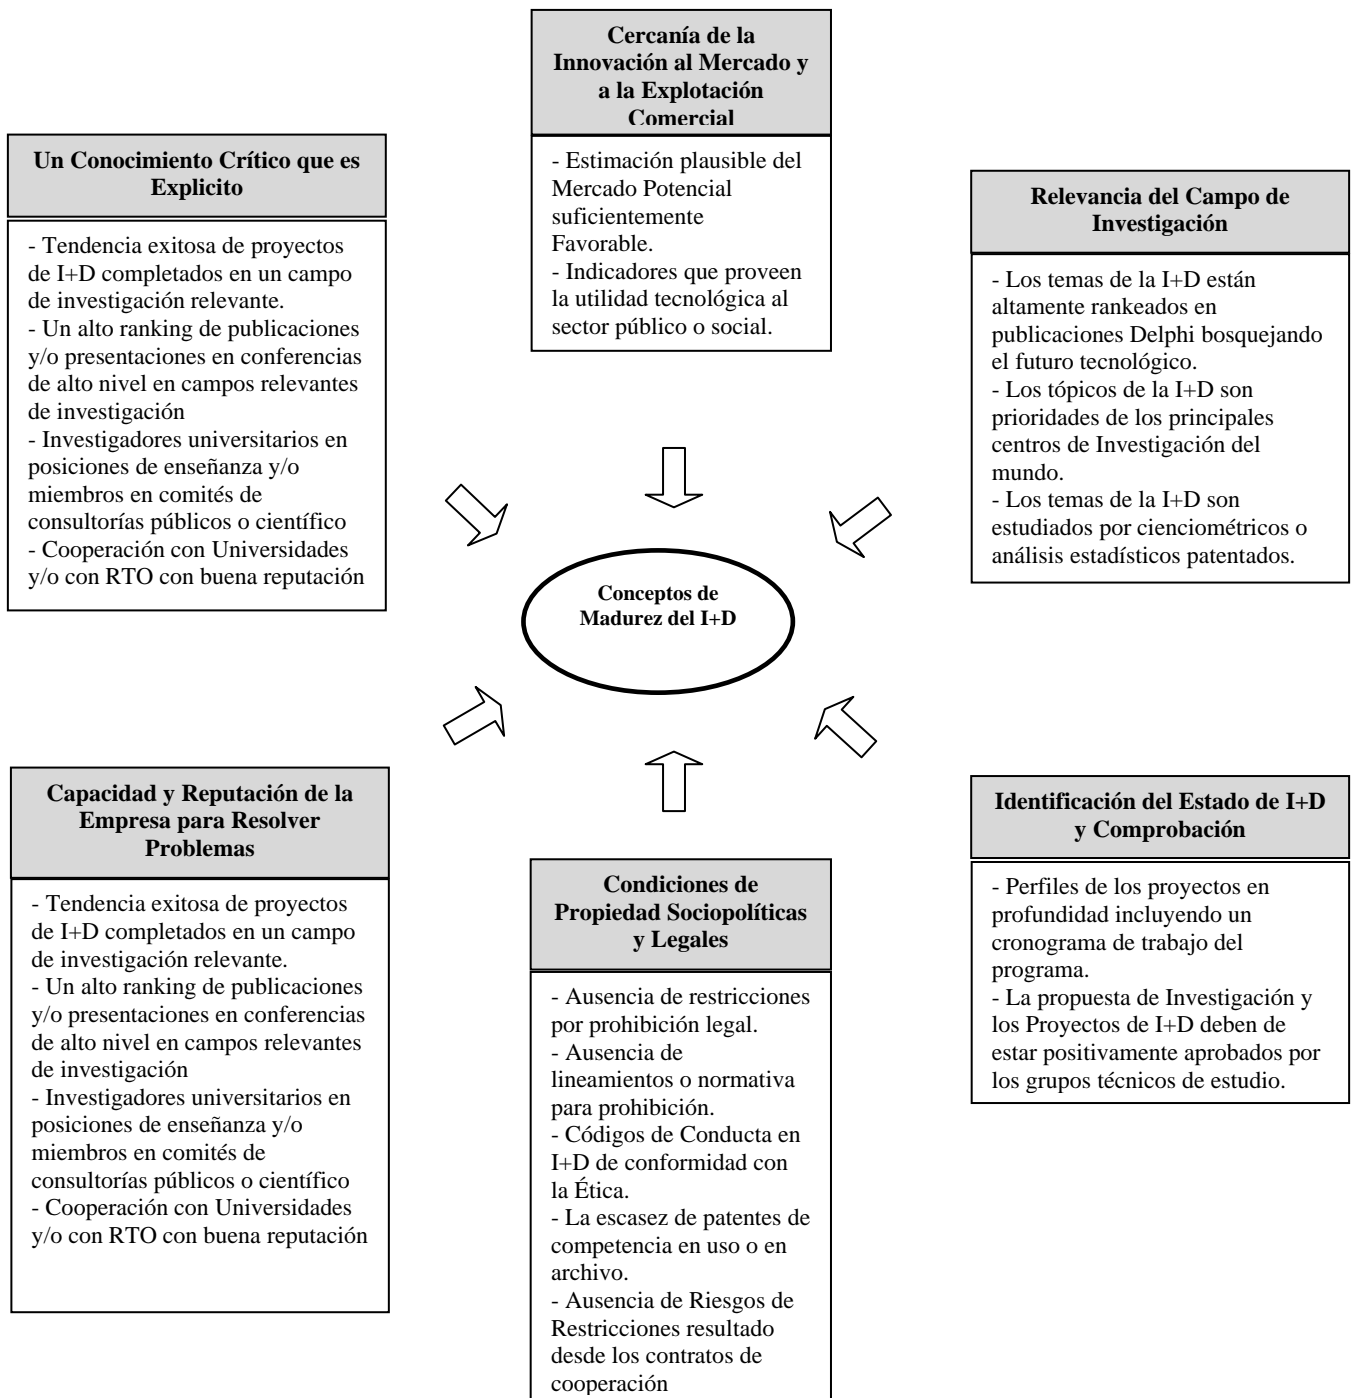 Cercanía de la
Innovación al Mercado y
a la Explotación
Comercial
- Estimación plausible del
Mercado Potencial
suficientemente
Favorable.
- Indicadores que proveen
la utilidad tecnológica al
sector público o social.
Un Conocimiento Crítico que es
Explicito
- Tendencia exitosa de proyectos
de I+D completados en un campo
de investigación relevante.
- Un alto ranking de publicaciones
y/o presentaciones en conferencias
de alto nivel en campos relevantes
de investigación
- Investigadores universitarios en
posiciones de enseñanza y/o
miembros en comités de
consultorías públicos o científico
- Cooperación con Universidades
y/o con RTO con buena reputación
Relevancia del Campo de
Investigación
- Los temas de la I+D están
altamente rankeados en
publicaciones Delphi bosquejando
el futuro tecnológico.
- Los tópicos de la I+D son
prioridades de los principales
centros de Investigación del
mundo.
- Los temas de la I+D son
estudiados por cienciométricos o
análisis estadísticos patentados.
Conceptos de
Madurez del I+D
Capacidad y Reputación de la
Empresa para Resolver
Problemas
- Tendencia exitosa de proyectos
de I+D completados en un campo
de investigación relevante.
- Un alto ranking de publicaciones
y/o presentaciones en conferencias
de alto nivel en campos relevantes
de investigación
- Investigadores universitarios en
posiciones de enseñanza y/o
miembros en comités de
consultorías públicos o científico
- Cooperación con Universidades
y/o con RTO con buena reputación
Condiciones de
Propiedad Sociopolíticas
y Legales
- Ausencia de restricciones
por prohibición legal.
- Ausencia de
lineamientos o normativa
para prohibición.
- Códigos de Conducta en
I+D de conformidad con
la Ética.
- La escasez de patentes de
competencia en uso o en
archivo.
- Ausencia de Riesgos de
Restricciones resultado
desde los contratos de
cooperación
Identificación del Estado de I+D
y Comprobación
- Perfiles de los proyectos en
profundidad incluyendo un
cronograma de trabajo del
programa.
- La propuesta de Investigación y
los Proyectos de I+D deben de
estar positivamente aprobados por
los grupos técnicos de estudio.